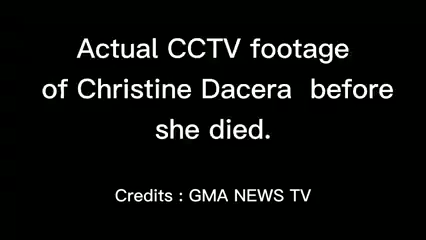 Actual CCTV footage
of Christine Dacera before
she died.
Credits : GMA NEWS TV